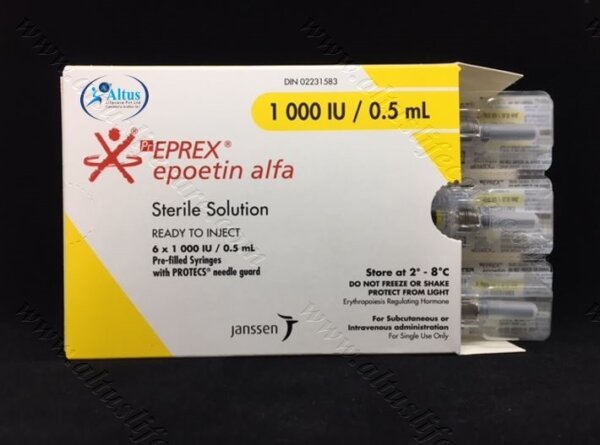 Altus
DIN 02231583
1 000 IU / 0.5 mL
Pr EPREX®
epoetin alfa
Sterile Solution
READY TO INJECT
6 x 1 000 IU / 0.5 mL
Pre-filled Syringes
with PROTECS® needle guard
Store at 2° - 8°C
DO NOT FREEZE OR SHAKE
PROTECT FROM LIGHT
Erythropoiesis Regulating Hormone
For Subcutaneous or
Intravenous administration
For Single Use Only
janssen